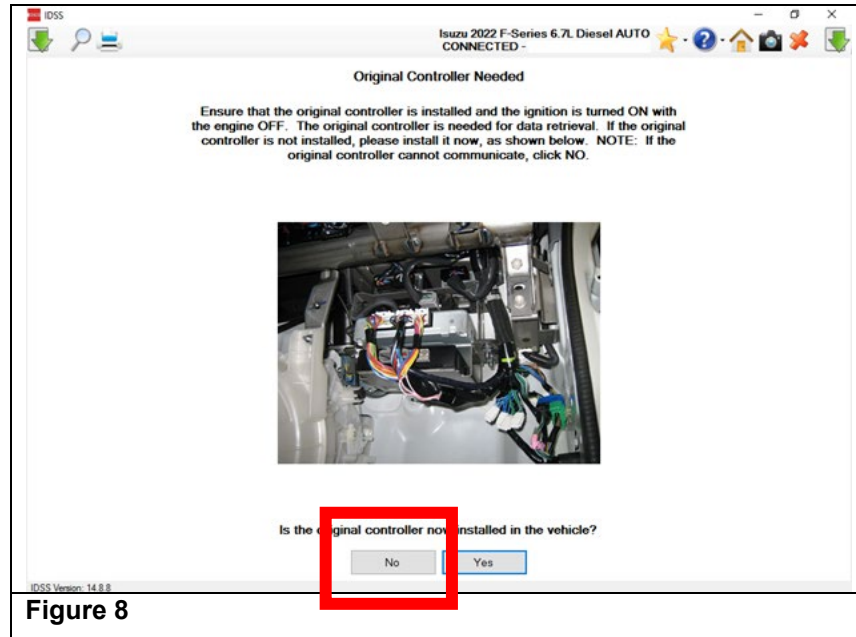 IDSS
Isuzu 2022 F-Series 6.7L Diesel AUTO
CONNECTED -
Original Controller Needed
Ensure that the original controller is installed and the ignition is turned ON with
the engine OFF. The original controller is needed for data retrieval. If the original
controller is not installed, please install it now, as shown below. NOTE: If the
original controller cannot communicate, click NO.
Is the original controller now installed in the vehicle?
No Yes
IDSS Version: 14.8.8
Figure 8